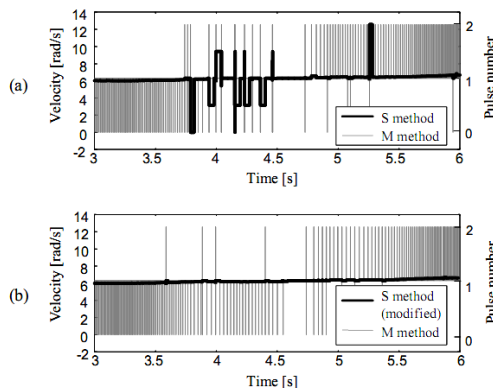 (a)
Velocity [rad/s]
14
12
10
8
6
4
2
0
-2
2
1
0
Pulse number
S method
M method
3
3.5
4
4.5
5
5.5
6
Time [s]
(b)
Velocity [rad/s]
14
12
10
8
6
4
2
0
-2
2
1
0
Pulse number
S method
(modified)
M method
3
3.5
4
4.5
5
5.5
6
Time [s]